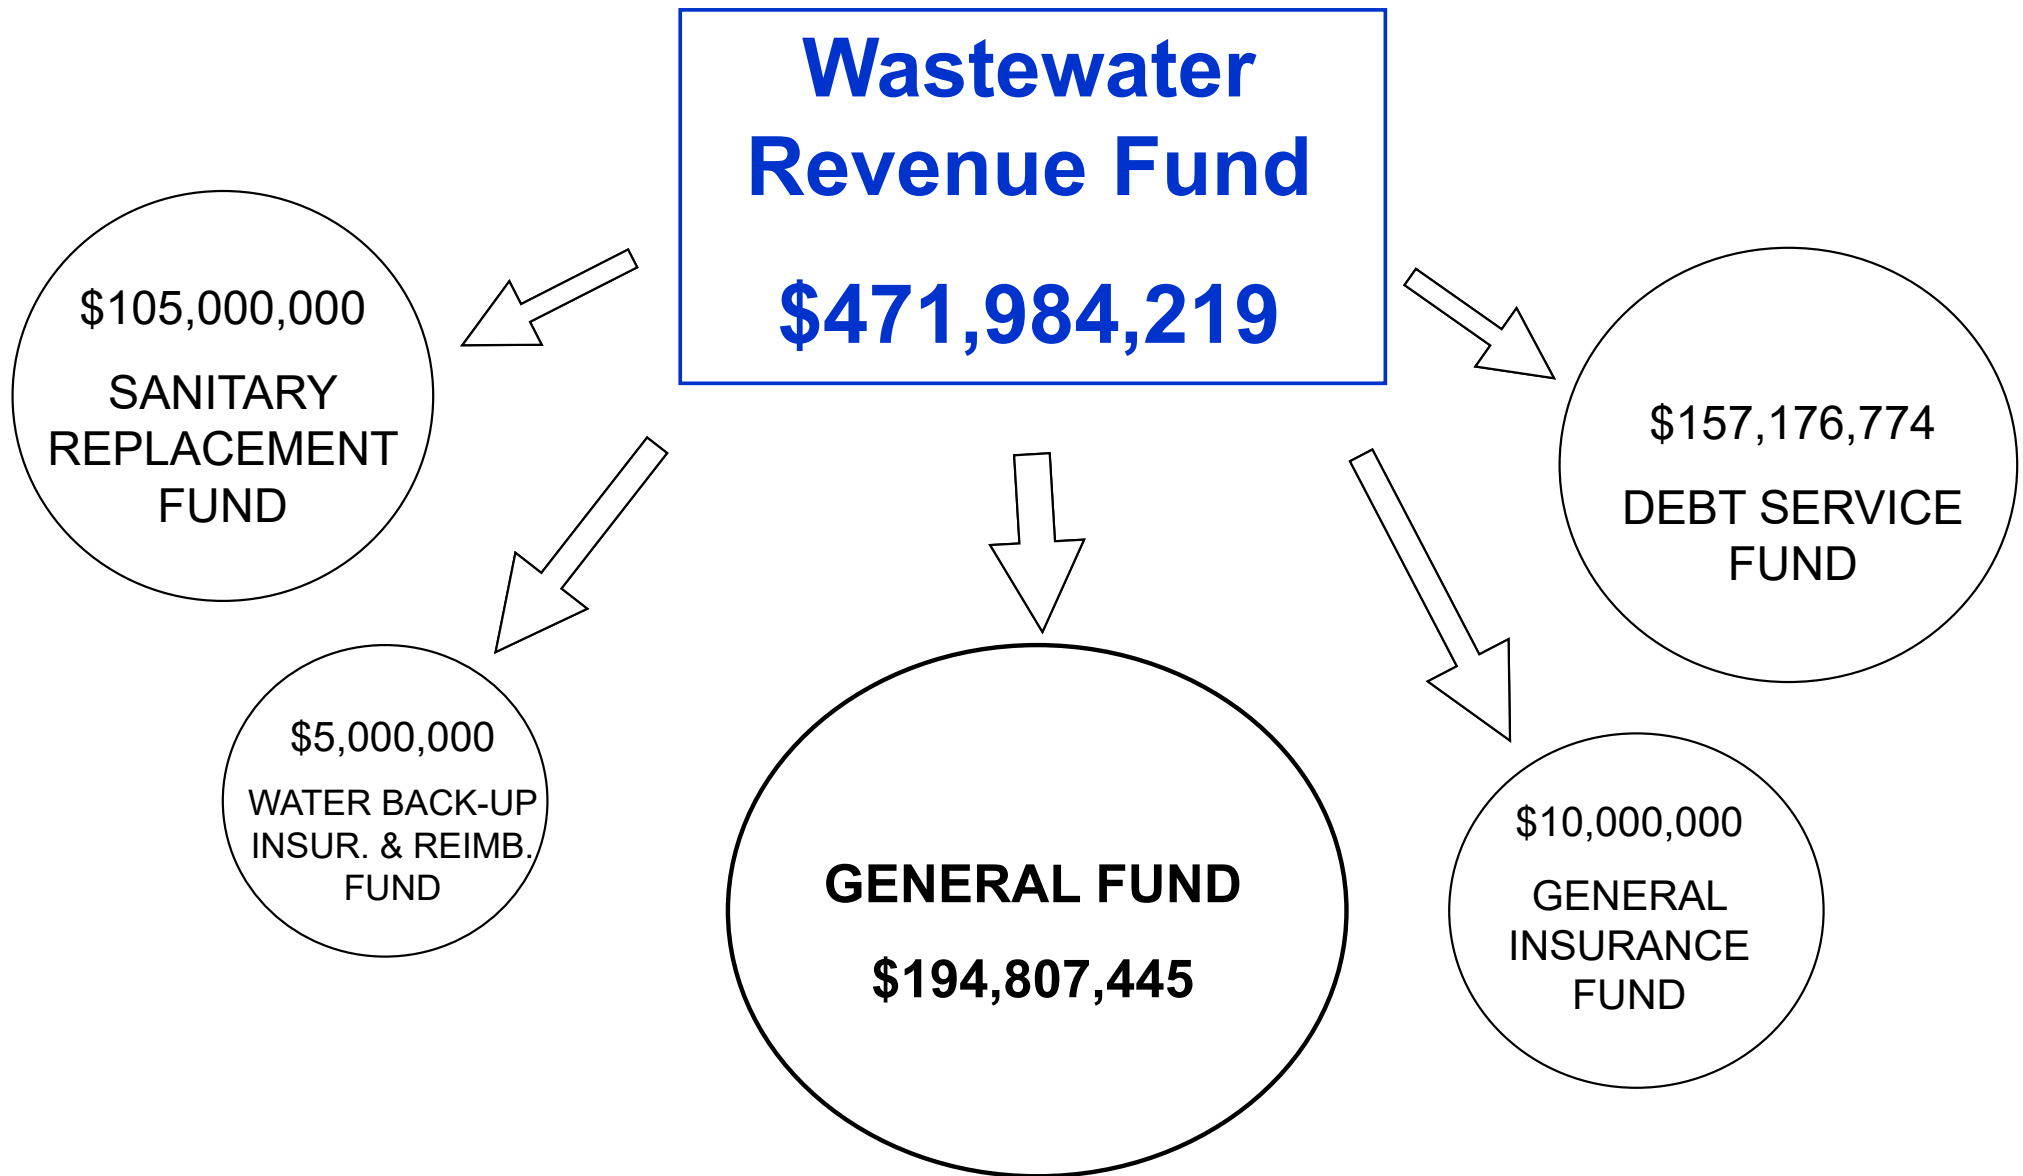 Wastewater
Revenue Fund
$471,984,219
$105,000,000
SANITARY
REPLACEMENT
FUND
$157,176,774
DEBT SERVICE
FUND
$5,000,000
WATER BACK-UP
INSUR. & REIMB.
FUND
GENERAL FUND
$194,807,445
$10,000,000
GENERAL
INSURANCE
FUND